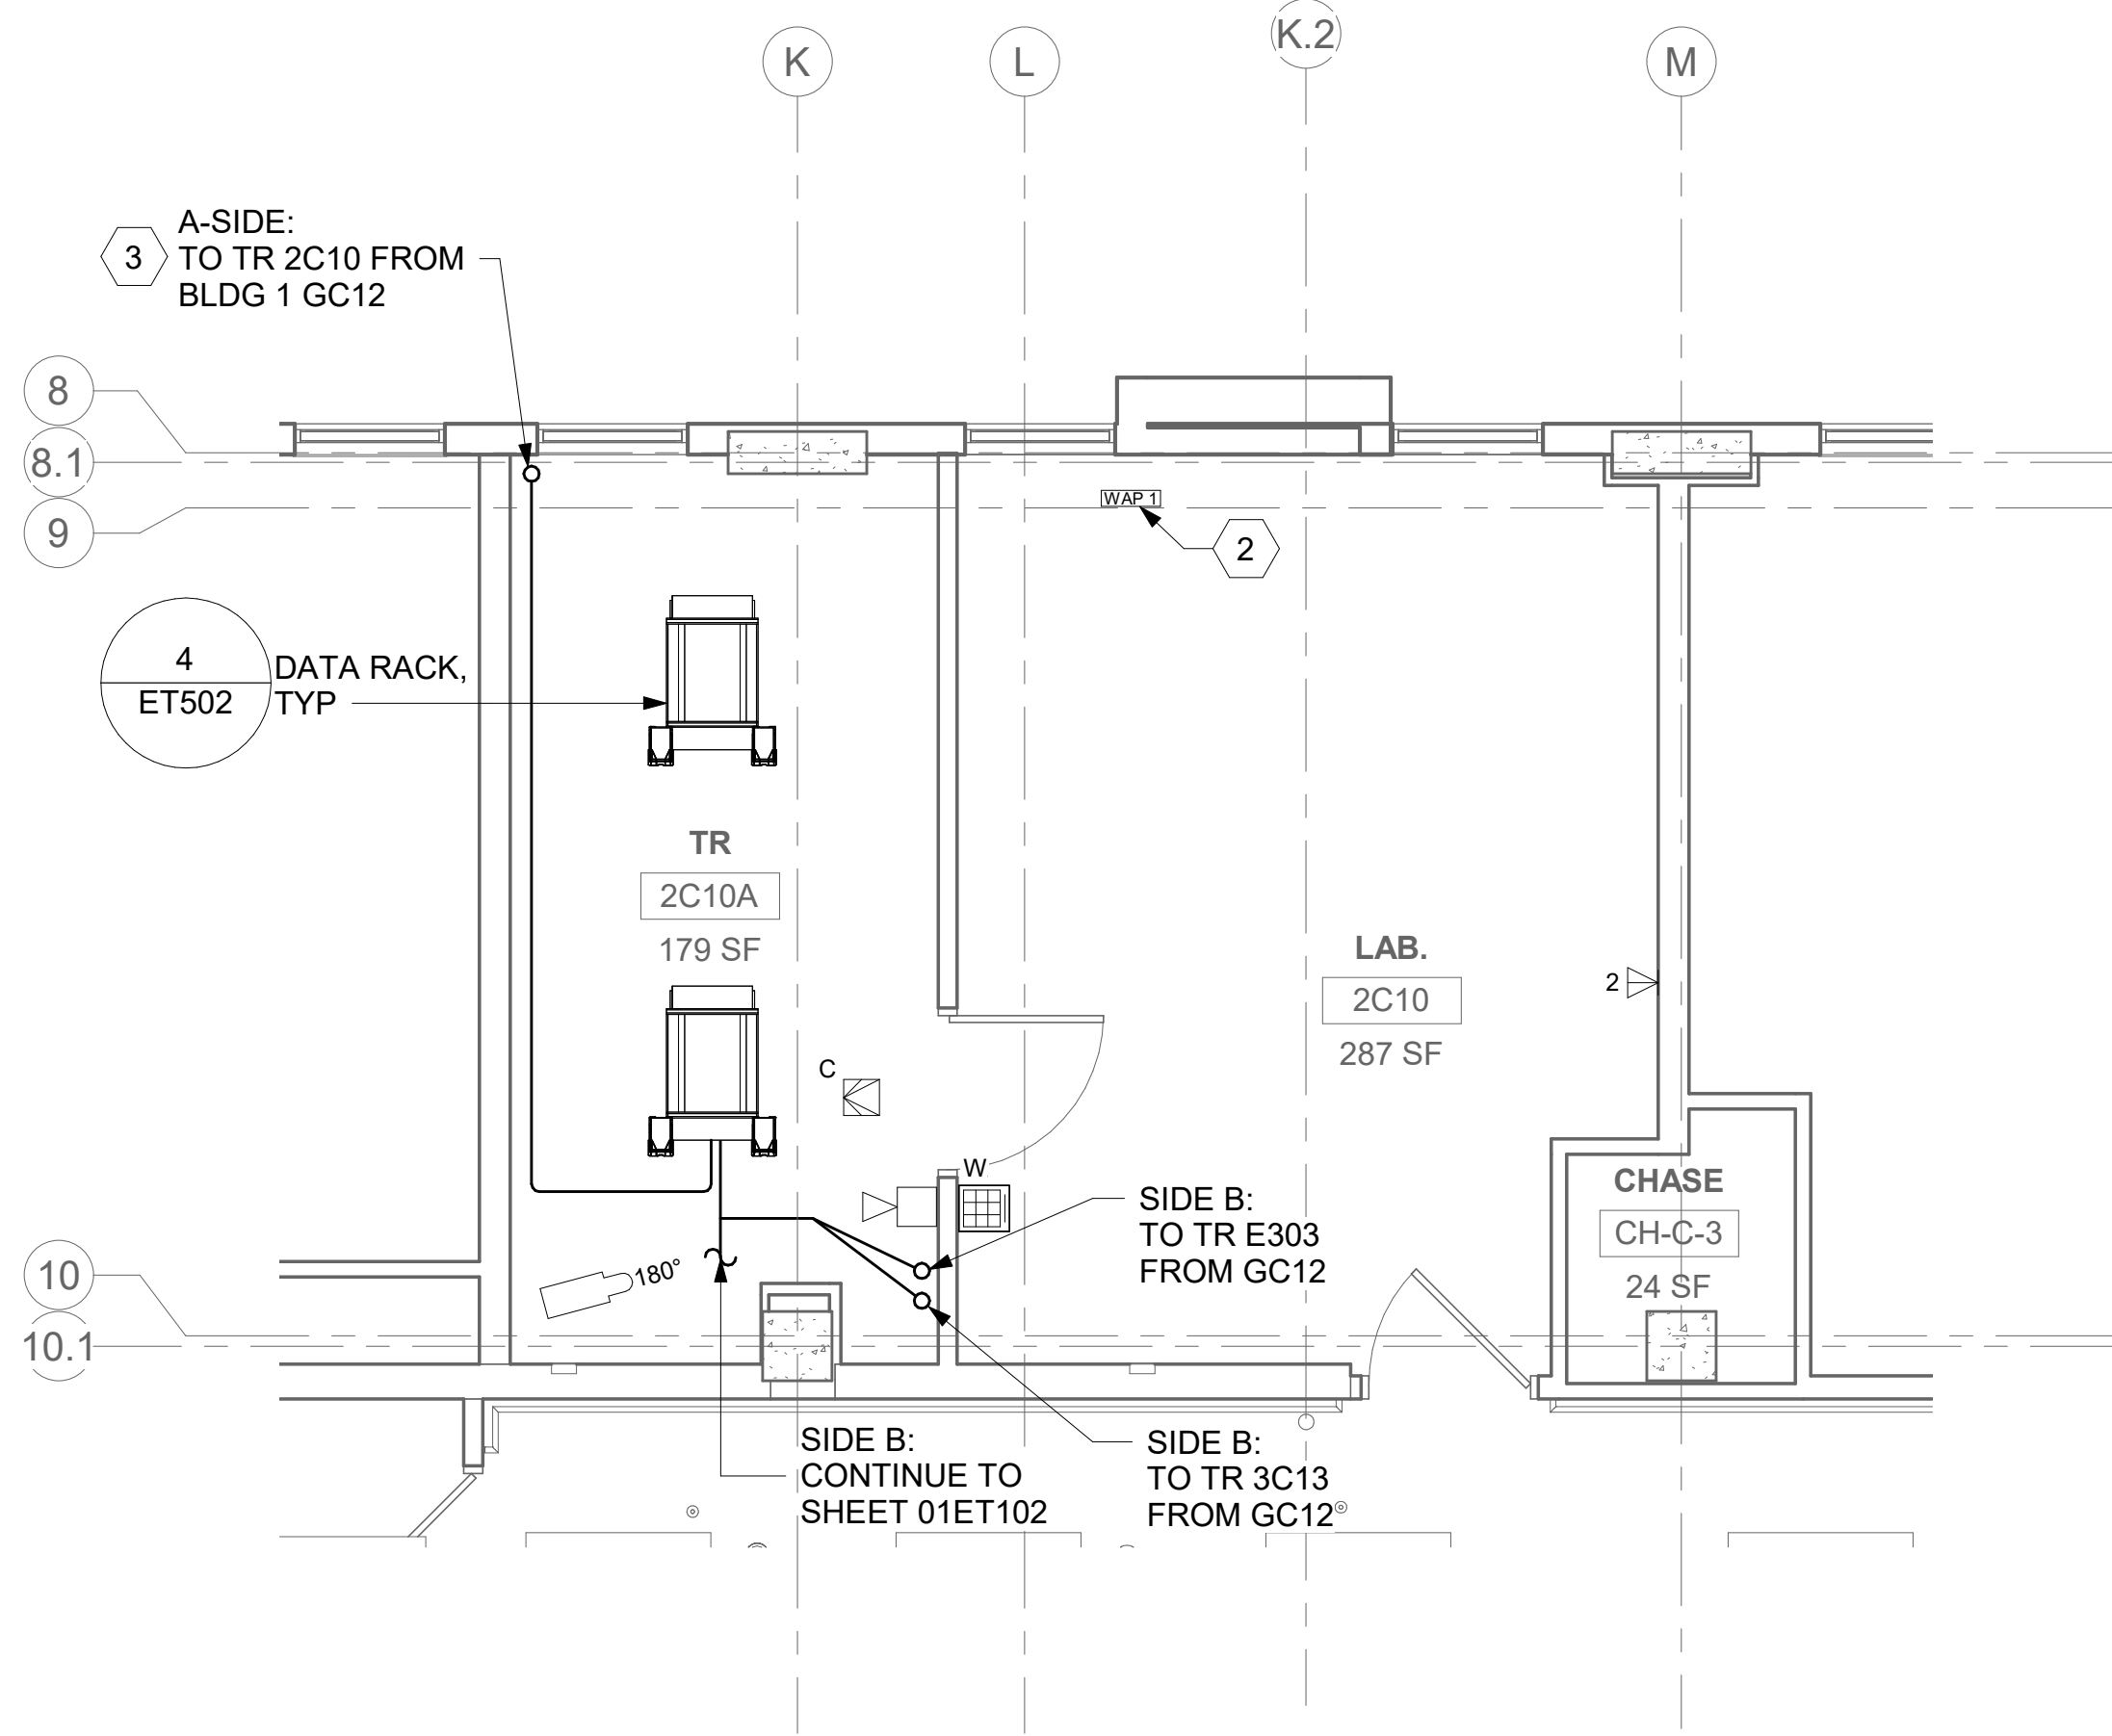 K
L
K.2
M
A-SIDE:
3
TO TR 2C10 FROM
BLDG 1 GC12
8
8.1
9
WAP 1
2
4
ET502
DATA RACK,
TYP
TR
2C10A
179 SF
LAB.
2C10
287 SF
2
C
W
CHASE
CH-C-3
24 SF
SIDE B:
TO TR E303
FROM GC12
180°
10
10.1
SIDE B:
CONTINUE TO
SHEET 01ET102
SIDE B:
TO TR 3C13
FROM GC12